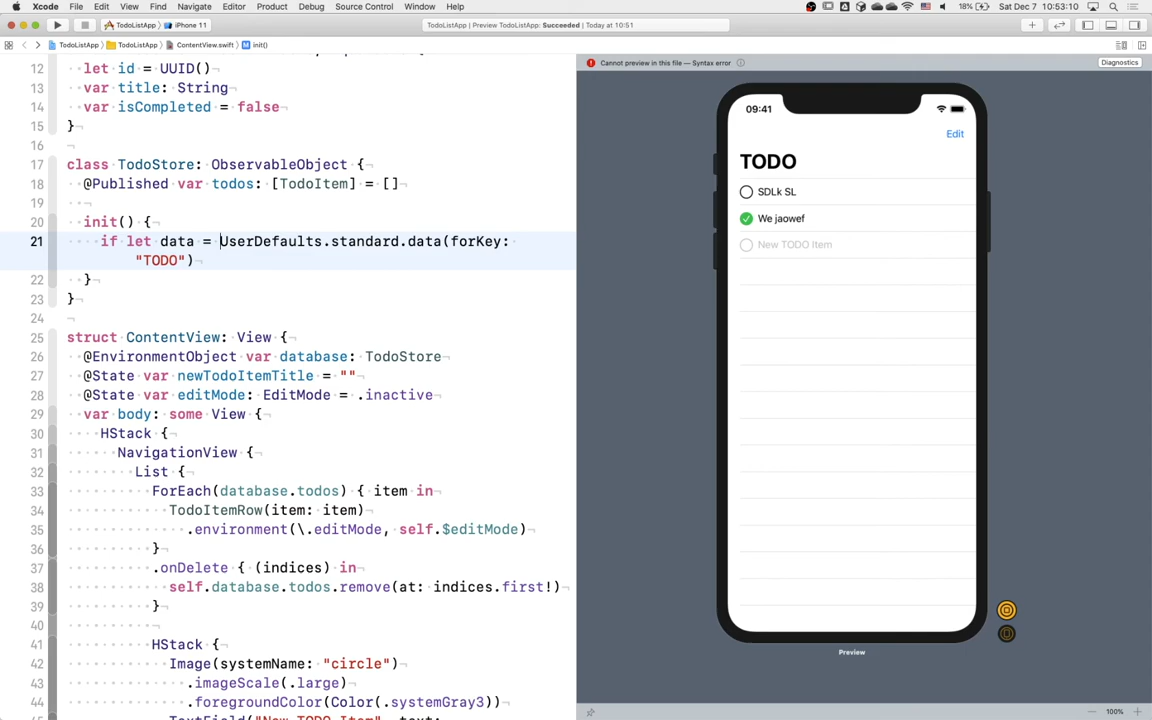 Xcode File Edit View Find Navigate Editor Product Debug Source Control Window Help 18% Sat Dec 7 10:53:10
TodoListApp iPhone 11 TodoListApp | Preview TodoListApp: Succeeded | Today at 10:51
TodoListApp TodoListApp ContentView.swift M init()
Cannot preview in this file — Syntax error Diagnostics
12 let id = UUID()
13 var title: String
14 var isCompleted = false
15 }
16
17 class TodoStore: ObservableObject {
18 @Published var todos: [TodoItem] = []
19
20 init() {
21 if let data = UserDefaults.standard.data(forKey:
"TODO")
22 }
23 }
24
25 struct ContentView: View {
26 @EnvironmentObject var database: TodoStore
27 @State var newTodoItemTitle = ""
28 @State var editMode: EditMode = .inactive
29 var body: some View {
30 HStack {
31 NavigationView {
32 List {
33 ForEach(database.todos) { item in
34 TodoItemRow(item: item)
35 .environment(\.editMode, self.$editMode)
36 }
37 .onDelete { (indices) in
38 self.database.todos.remove(at: indices.first!)
39 }
40
41 HStack {
42 Image(systemName: "circle")
43 .imageScale(.large)
44 .foregroundColor(Color(.systemGray3))
TextField("New TODO Item", text:
09:41
Edit
TODO
SDLk SL
We jaowef
New TODO Item
Preview
100%